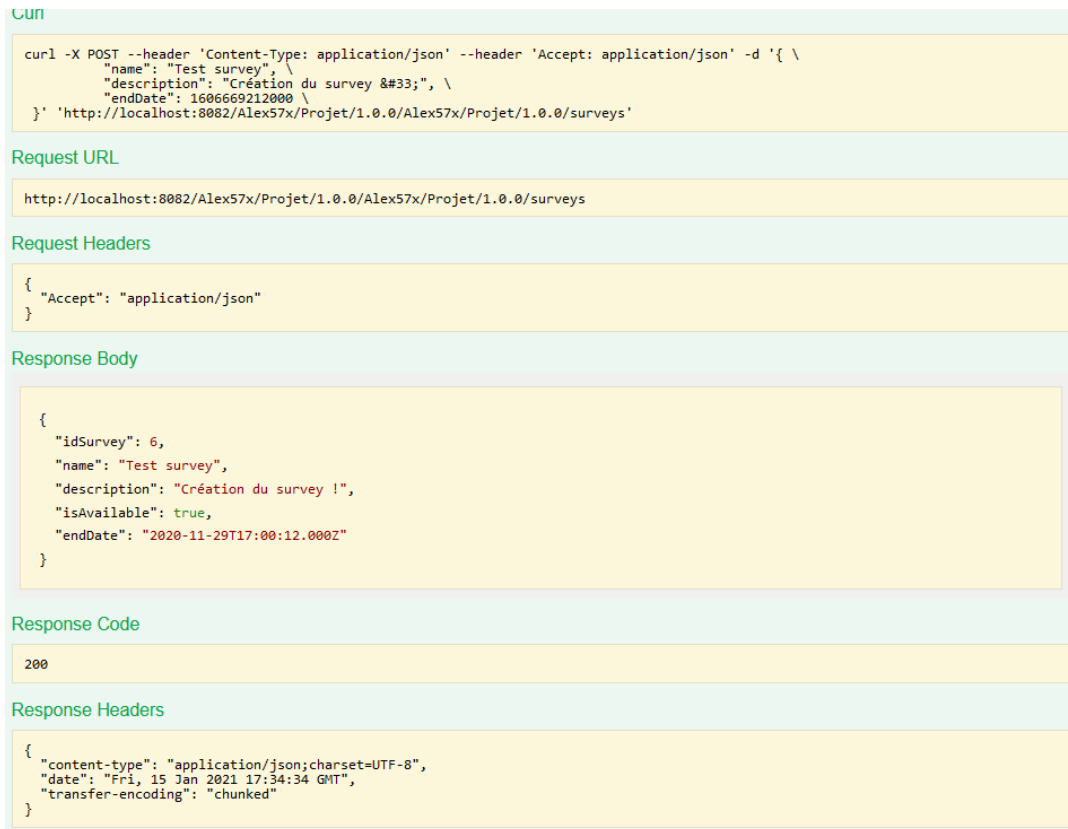 Curl
curl -X POST --header 'Content-Type: application/json' --header 'Accept: application/json' -d '{ \
"name": "Test survey", \
"description": "Création du survey &#33;", \
"endDate": 1606669212000 \
}' 'http://localhost:8082/Alex57x/Projet/1.0.0/Alex57x/Projet/1.0.0/surveys'
Request URL
http://localhost:8082/Alex57x/Projet/1.0.0/Alex57x/Projet/1.0.0/surveys
Request Headers
{
"Accept": "application/json"
}
Response Body
{
"idSurvey": 6,
"name": "Test survey",
"description": "Création du survey !",
"isAvailable": true,
"endDate": "2020-11-29T17:00:12.000Z"
}
Response Code
200
Response Headers
{
"content-type": "application/json;charset=UTF-8",
"date": "Fri, 15 Jan 2021 17:34:34 GMT",
"transfer-encoding": "chunked"
}